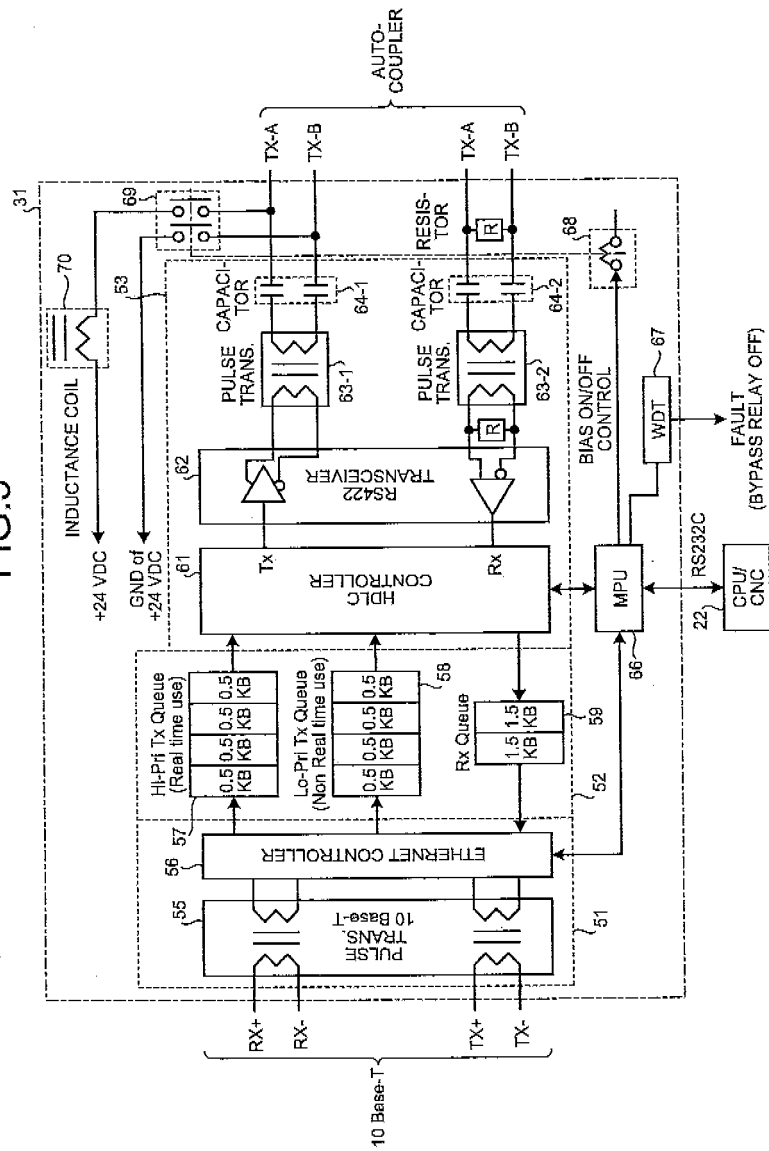 FIG.5
31
10 Base-T
RX+
RX-
TX+
TX-
55
PULSE
TRANS.
10 Base-T
51
56
ETHERNET CONTROLLER
57
Hi-Pri Tx Queue
(Real time use)
0.5 KB
0.5 KB
0.5 KB
0.5 KB
Lo-Pri Tx Queue
(Non Real time use)
0.5 KB
0.5 KB
0.5 KB
0.5 KB
58
Rx Queue
1.5 KB
1.5 KB
59
52
61
HDLC
CONTROLLER
Tx
Rx
62
RS422
TRANSCEIVER
53
PULSE
TRANS.
63-1
CAPACI-
TOR
64-1
PULSE
TRANS.
63-2
R
CAPACI-
TOR
64-2
RESIS-
TOR
R
INDUCTANCE COIL
70
+24 VDC
GND of
+24 VDC
69
TX-A
TX-B
TX-A
TX-B
AUTO-
COUPLER
68
BIAS ON/OFF
CONTROL
MPU
66
WDT
67
FAULT
(BYPASS RELAY OFF)
RS232C
22
CPU/
CNC